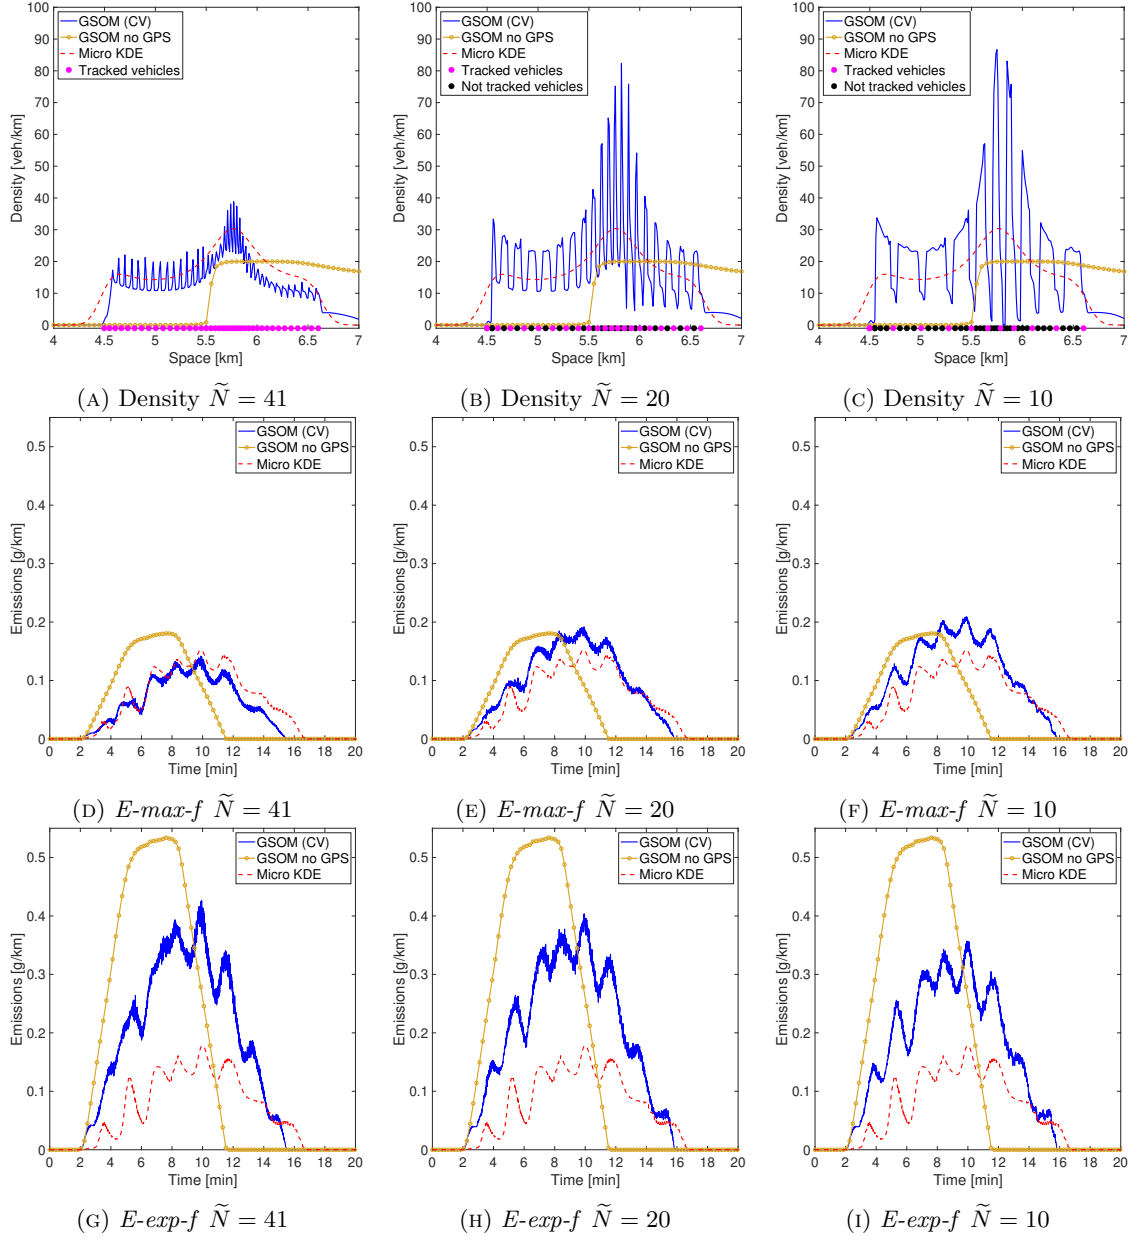 100
90
80
70
60
50
40
30
20
10
0
Density [veh/km]
4
4.5
5
5.5
6
6.5
7
Space [km]
GSOM (CV)
GSOM no GPS
Micro KDE
Tracked vehicles
(A) Density Ñ = 41
100
90
80
70
60
50
40
30
20
10
0
Density [veh/km]
4
4.5
5
5.5
6
6.5
7
Space [km]
GSOM (CV)
GSOM no GPS
Micro KDE
Tracked vehicles
Not tracked vehicles
(B) Density Ñ = 20
100
90
80
70
60
50
40
30
20
10
0
Density [veh/km]
4
4.5
5
5.5
6
6.5
7
Space [km]
GSOM (CV)
GSOM no GPS
Micro KDE
Tracked vehicles
Not tracked vehicles
(C) Density Ñ = 10
0.5
0.4
0.3
0.2
0.1
0
Emissions [g/km]
0 2 4 6 8 10 12 14 16 18 20
Time [min]
GSOM (CV)
GSOM no GPS
Micro KDE
(D) E-max-f Ñ = 41
0.5
0.4
0.3
0.2
0.1
0
Emissions [g/km]
0 2 4 6 8 10 12 14 16 18 20
Time [min]
GSOM (CV)
GSOM no GPS
Micro KDE
(E) E-max-f Ñ = 20
0.5
0.4
0.3
0.2
0.1
0
Emissions [g/km]
0 2 4 6 8 10 12 14 16 18 20
Time [min]
GSOM (CV)
GSOM no GPS
Micro KDE
(F) E-max-f Ñ = 10
0.5
0.4
0.3
0.2
0.1
0
Emissions [g/km]
0 2 4 6 8 10 12 14 16 18 20
Time [min]
GSOM (CV)
GSOM no GPS
Micro KDE
(G) E-exp-f Ñ = 41
0.5
0.4
0.3
0.2
0.1
0
Emissions [g/km]
0 2 4 6 8 10 12 14 16 18 20
Time [min]
GSOM (CV)
GSOM no GPS
Micro KDE
(H) E-exp-f Ñ = 20
0.5
0.4
0.3
0.2
0.1
0
Emissions [g/km]
0 2 4 6 8 10 12 14 16 18 20
Time [min]
GSOM (CV)
GSOM no GPS
Micro KDE
(I) E-exp-f Ñ = 10